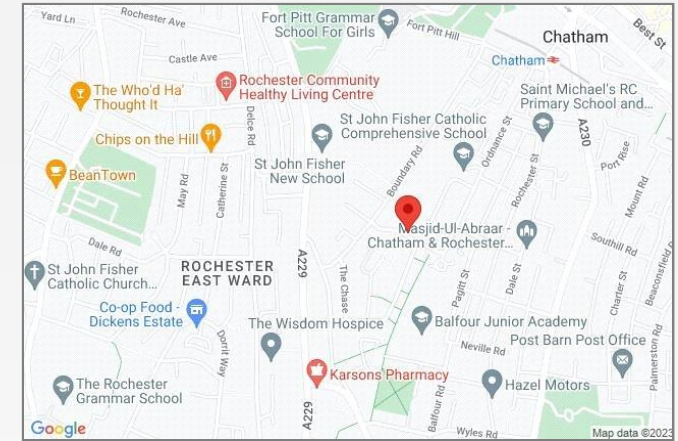 Yard Ln
Rochester Ave
Fort Pitt Grammar
School For Girls
Fort Pitt Hill
Chatham
Best St
Castle Ave
Chatham
The Who'd Ha'
Thought It
Rochester Community
Healthy Living Centre
Saint Michael's RC
Primary School and...
Delce Rd
St John Fisher Catholic
Comprehensive School
Ordnance St
A230
Chips on the Hill
St John Fisher
New School
Boundary Rd
Rochester St
Port Rise
BeanTown
May Rd
Catherine St
Mount Rd
Masjid-Ul-Abraar -
Chatham & Rochester...
Dale Rd
Southill Rd
St John Fisher
Catholic Church...
ROCHESTER
EAST WARD
A229
The Chase
Pagitt St
Dale St
Charter St
Beaconsfield
Co-op Food -
Dickens Estate
The Wisdom Hospice
Balfour Junior Academy
Dorrit Way
Neville Rd
Post Barn Post Office
Palmerston Rd
Karsons Pharmacy
The Rochester
Grammar School
Balfour Rd
Hazel Motors
A229
Wyles Rd
Google
Map data ©2023